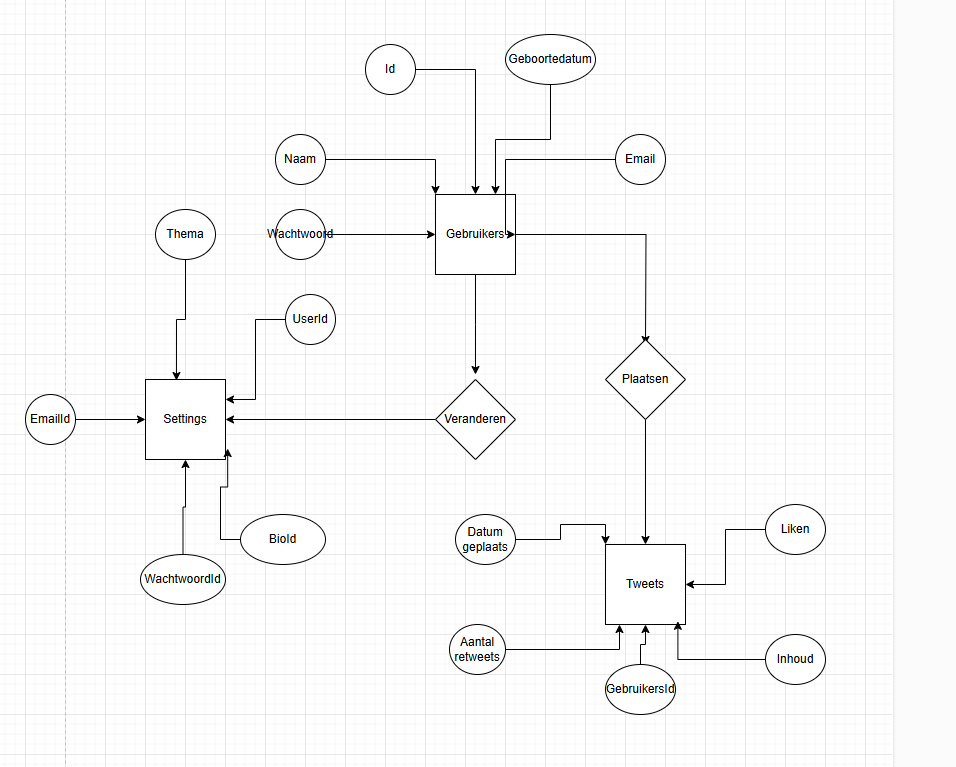 Geboortedatum
Id
Naam
Email
Thema
Wachtwoord
Gebruikers
UserId
Plaatsen
EmailId
Settings
Veranderen
Datum
geplaats
Liken
BioId
WachtwoordId
Tweets
Aantal
retweets
Inhoud
GebruikersId